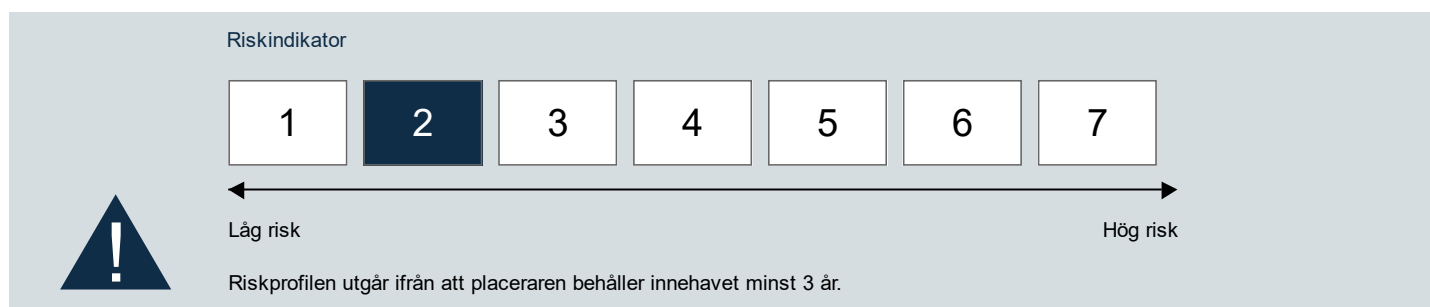 Riskindikator
1 2 3 4 5 6 7
Låg risk Hög risk
!
Riskprofilen utgår ifrån att placeraren behåller innehavet minst 3 år.